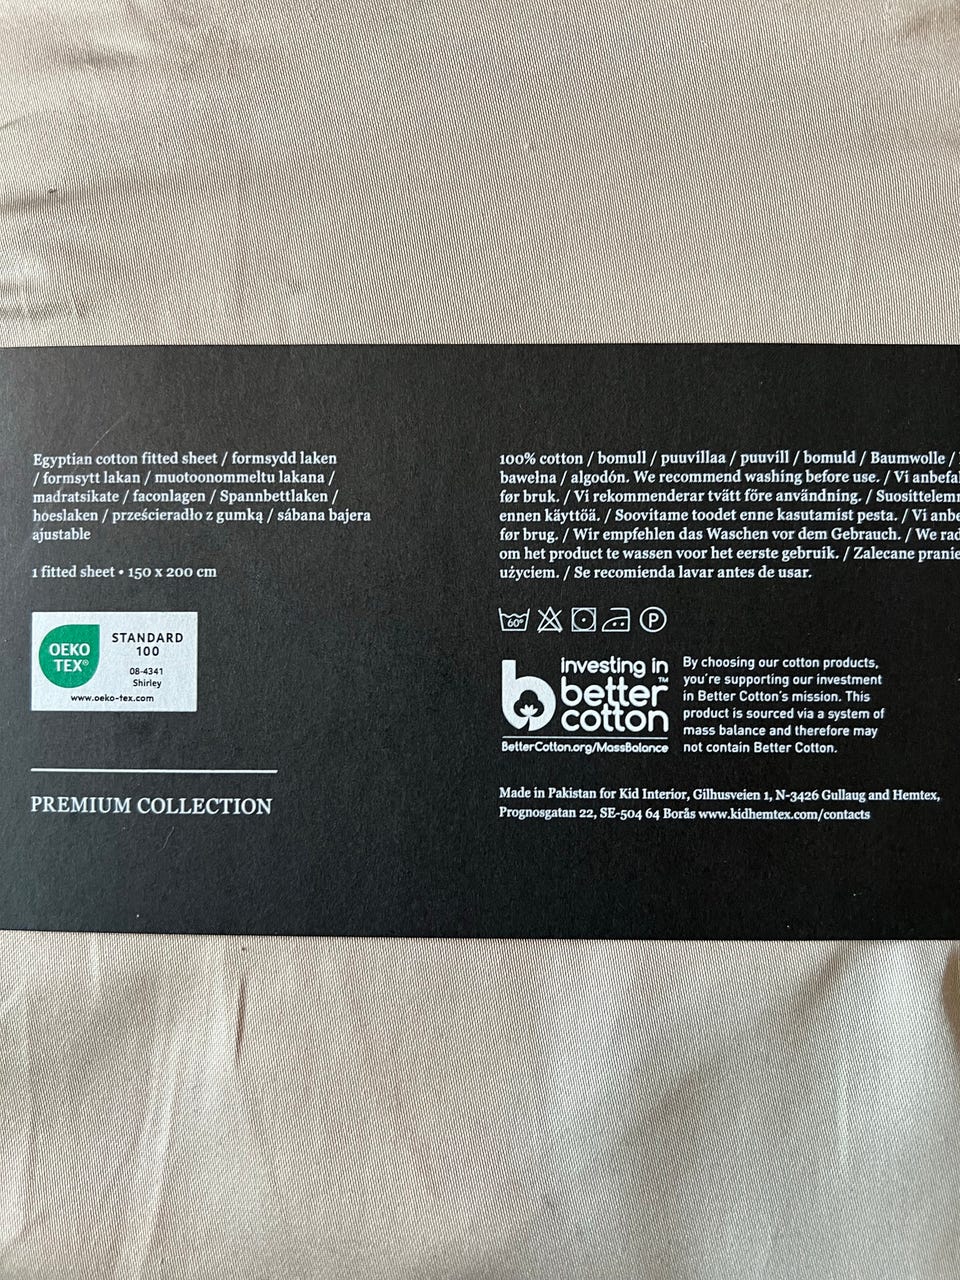 Egyptian cotton fitted sheet / formsydd laken
/ formsytt lakan / muotoonommeltu lakana /
madratsikate / faconlagen / Spannbettlaken /
hoeslaken / prześcieradło z gumką / sábana bajera
ajustable
1 fitted sheet • 150 x 200 cm
OEKO
TEX®
STANDARD
100
08-4341
Shirley
www.oeko-tex.com
PREMIUM COLLECTION
100% cotton / bomull / puuvillaa / puuvill / bomuld / Baumwolle /
bawełna / algodón. We recommend washing before use. / Vi anbefal
før bruk. / Vi rekommenderar tvätt före användning. / Suosittelem
ennen käyttöä. / Soovitame toodet enne kasutamist pesta. / Vi anbe
før brug. / Wir empfehlen das Waschen vor dem Gebrauch. / We rad
om het product te wassen voor het eerste gebruik. / Zalecane pranie
użyciem. / Se recomienda lavar antes de usar.
60° P
investing in
better™
cotton
BetterCotton.org/MassBalance
By choosing our cotton products,
you're supporting our investment
in Better Cotton's mission. This
product is sourced via a system of
mass balance and therefore may
not contain Better Cotton.
Made in Pakistan for Kid Interior, Gilhusveien 1, N-3426 Gullaug and Hemtex,
Prognosgatan 22, SE-504 64 Borås www.kidhemtex.com/contacts